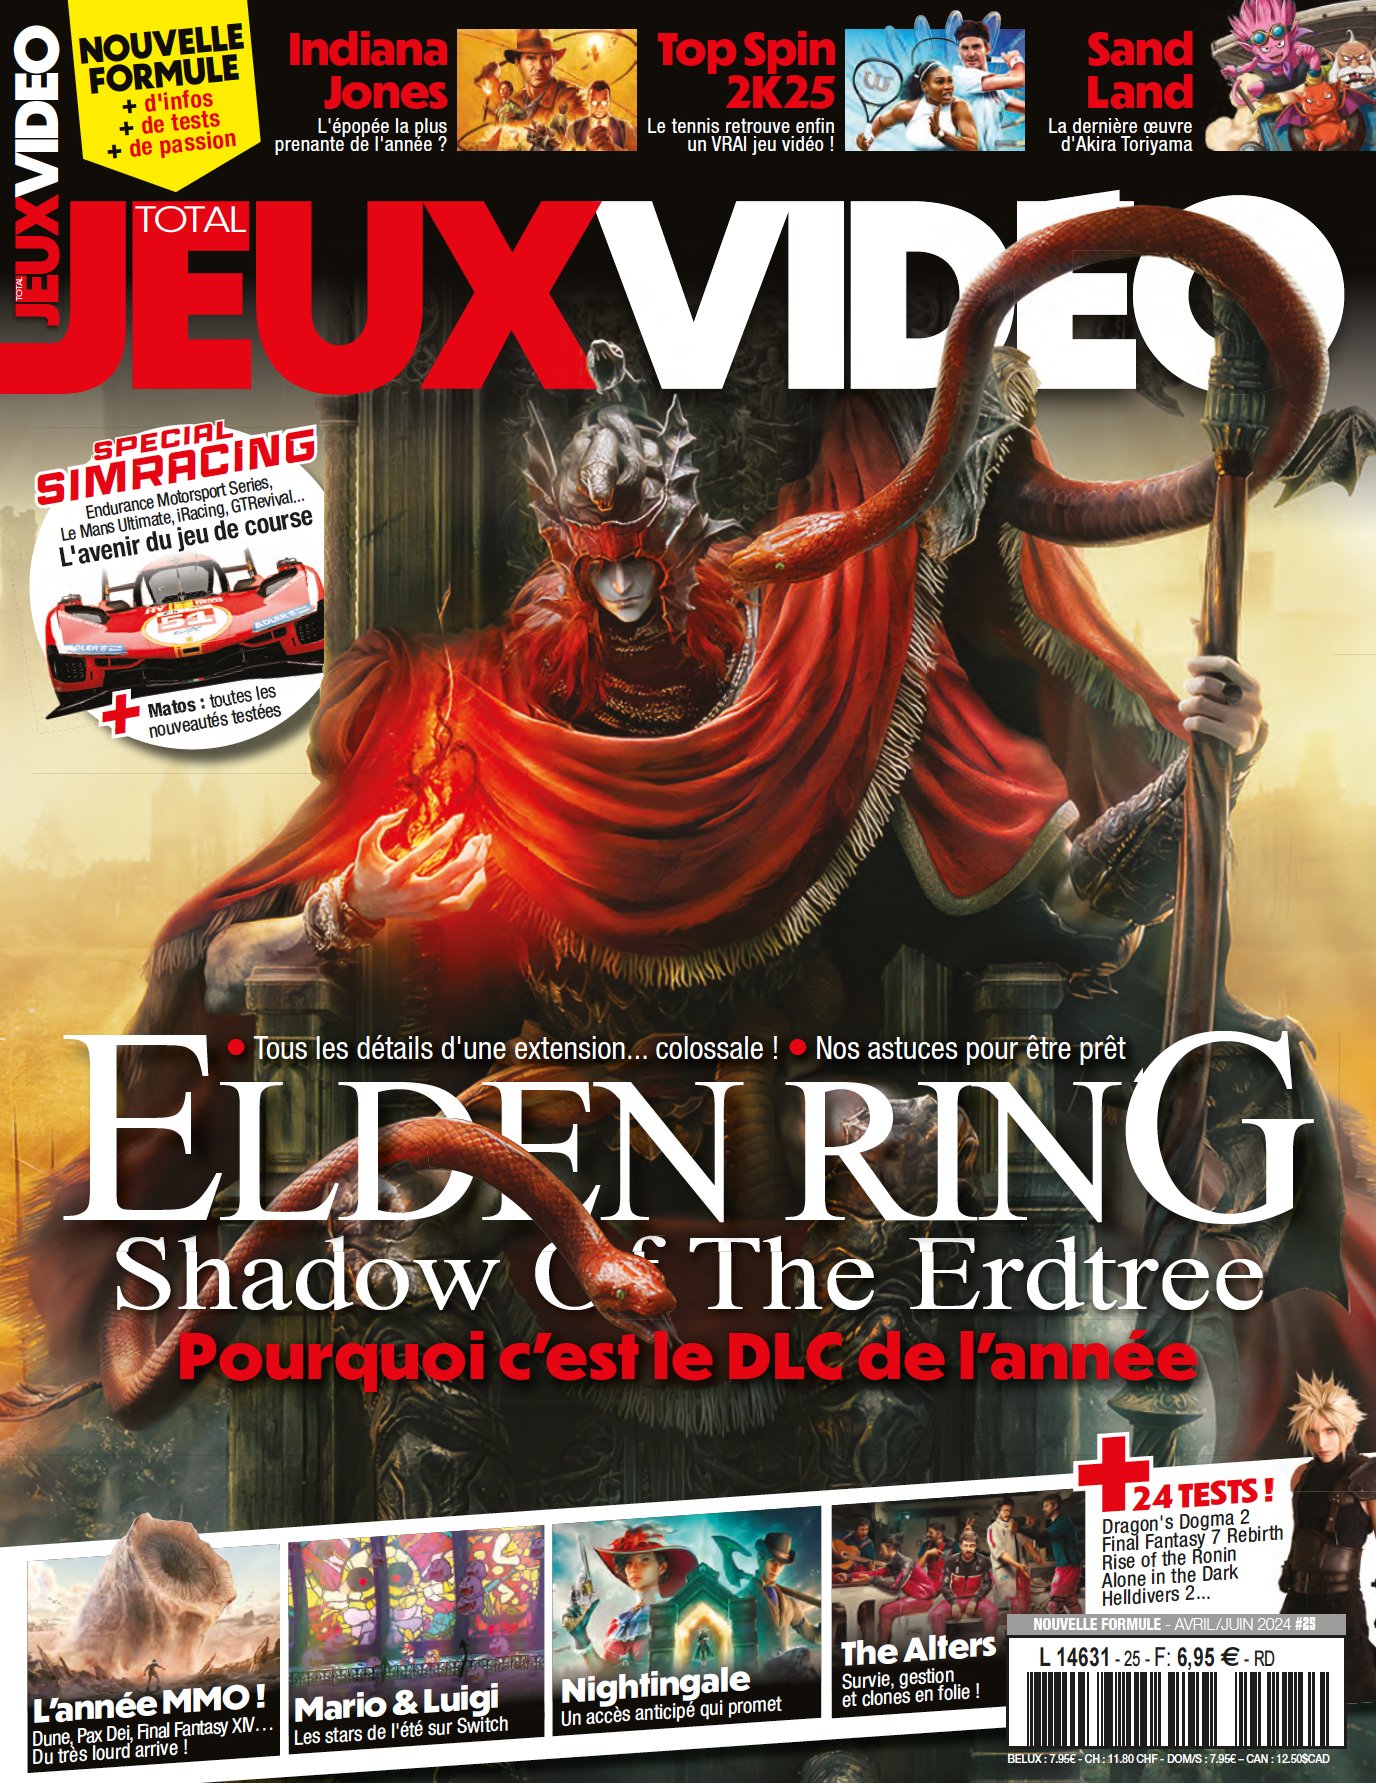 TOTAL
JEUXVIDEO
NOUVELLE
FORMULE
+ d'infos
+ de tests
+ de passion
Indiana
Jones
L'épopée la plus
prenante de l'année ?
Top Spin
2K25
Le tennis retrouve enfin
un VRAI jeu vidéo !
Sand
Land
La dernière œuvre
d'Akira Toriyama
TOTAL
JEUXVIDÉO
SPECIAL
SIMRACING
Endurance Motorsport Series,
Le Mans Ultimate, iRacing, GTRevival...
L'avenir du jeu de course
51
ADLER
+ Matos : toutes les
nouveautés testées
• Tous les détails d'une extension... colossale ! • Nos astuces pour être prêt
ELDEN RING
Shadow Of The Erdtree
Pourquoi c'est le DLC de l'année
+ 24 TESTS !
Dragon's Dogma 2
Final Fantasy 7 Rebirth
Rise of the Ronin
Alone in the Dark
Helldivers 2...
L'année MMO !
Dune, Pax Dei, Final Fantasy XIV...
Du très lourd arrive !
Mario & Luigi
Les stars de l'été sur Switch
Nightingale
Un accès anticipé qui promet
The Alters
Survie, gestion
et clones en folie !
NOUVELLE FORMULE - AVRIL/JUIN 2024 #25
L 14631 - 25 - F: 6,95 € - RD
BELUX : 7.95€ - CH : 11.80 CHF - DOM/S : 7,95€ – CAN : 12.50$CAD